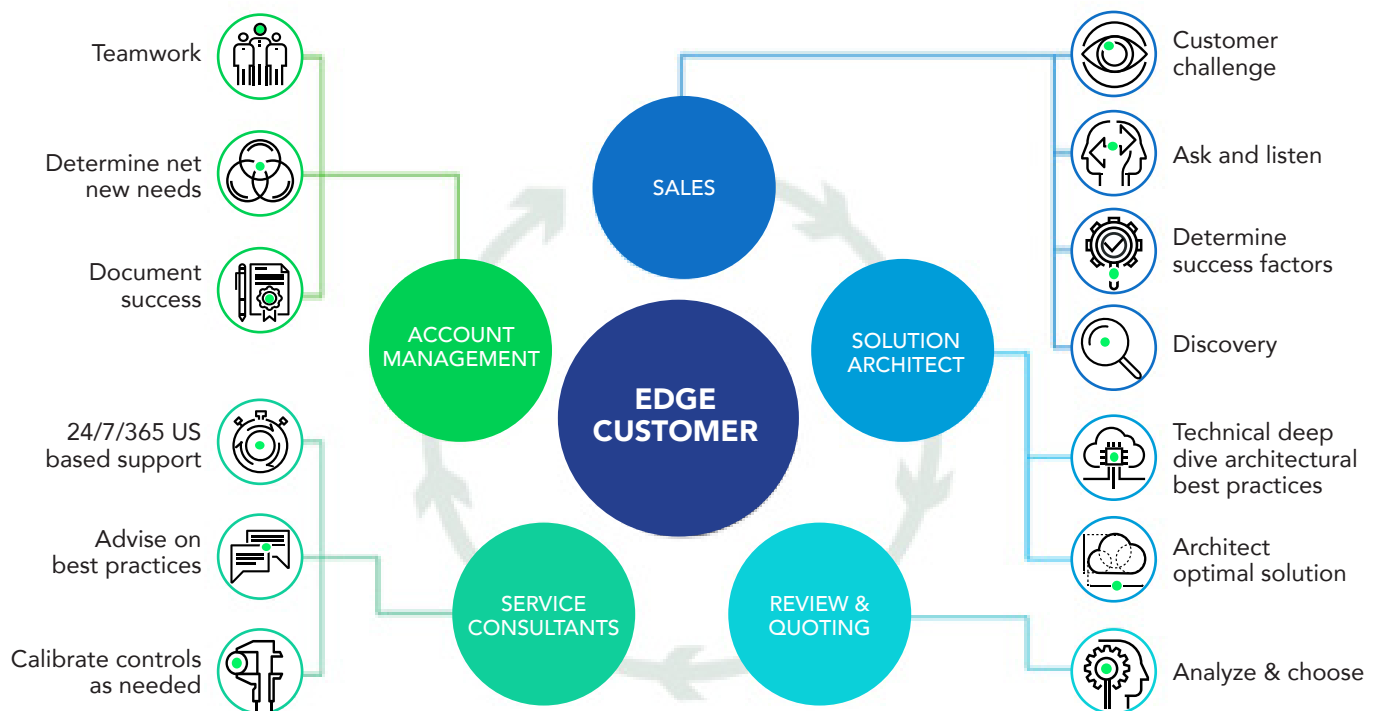 Teamwork
Determine net
new needs
Document
success
24/7/365 US
based support
Advise on
best practices
Calibrate controls
as needed
SALES
ACCOUNT
MANAGEMENT
SOLUTION
ARCHITECT
EDGE
CUSTOMER
SERVICE
CONSULTANTS
REVIEW &
QUOTING
Customer
challenge
Ask and listen
Determine
success factors
Discovery
Technical deep
dive architectural
best practices
Architect
optimal solution
Analyze & choose